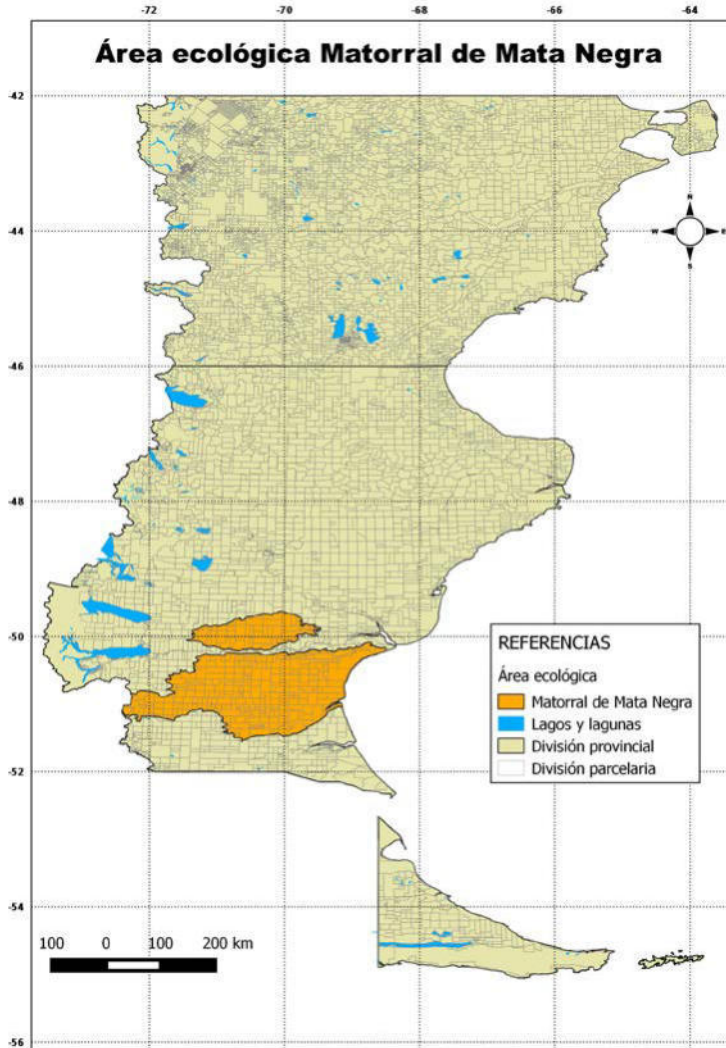 -72 -70 -68 -66 -64
Área ecológica Matorral de Mata Negra
-42
N
-44
W E
S
-46
-48
-50
REFERENCIAS
Área ecológica
Matorral de Mata Negra
Lagos y lagunas
División provincial
División parcelaria
-52
-54
100 0 100 200 km
-56